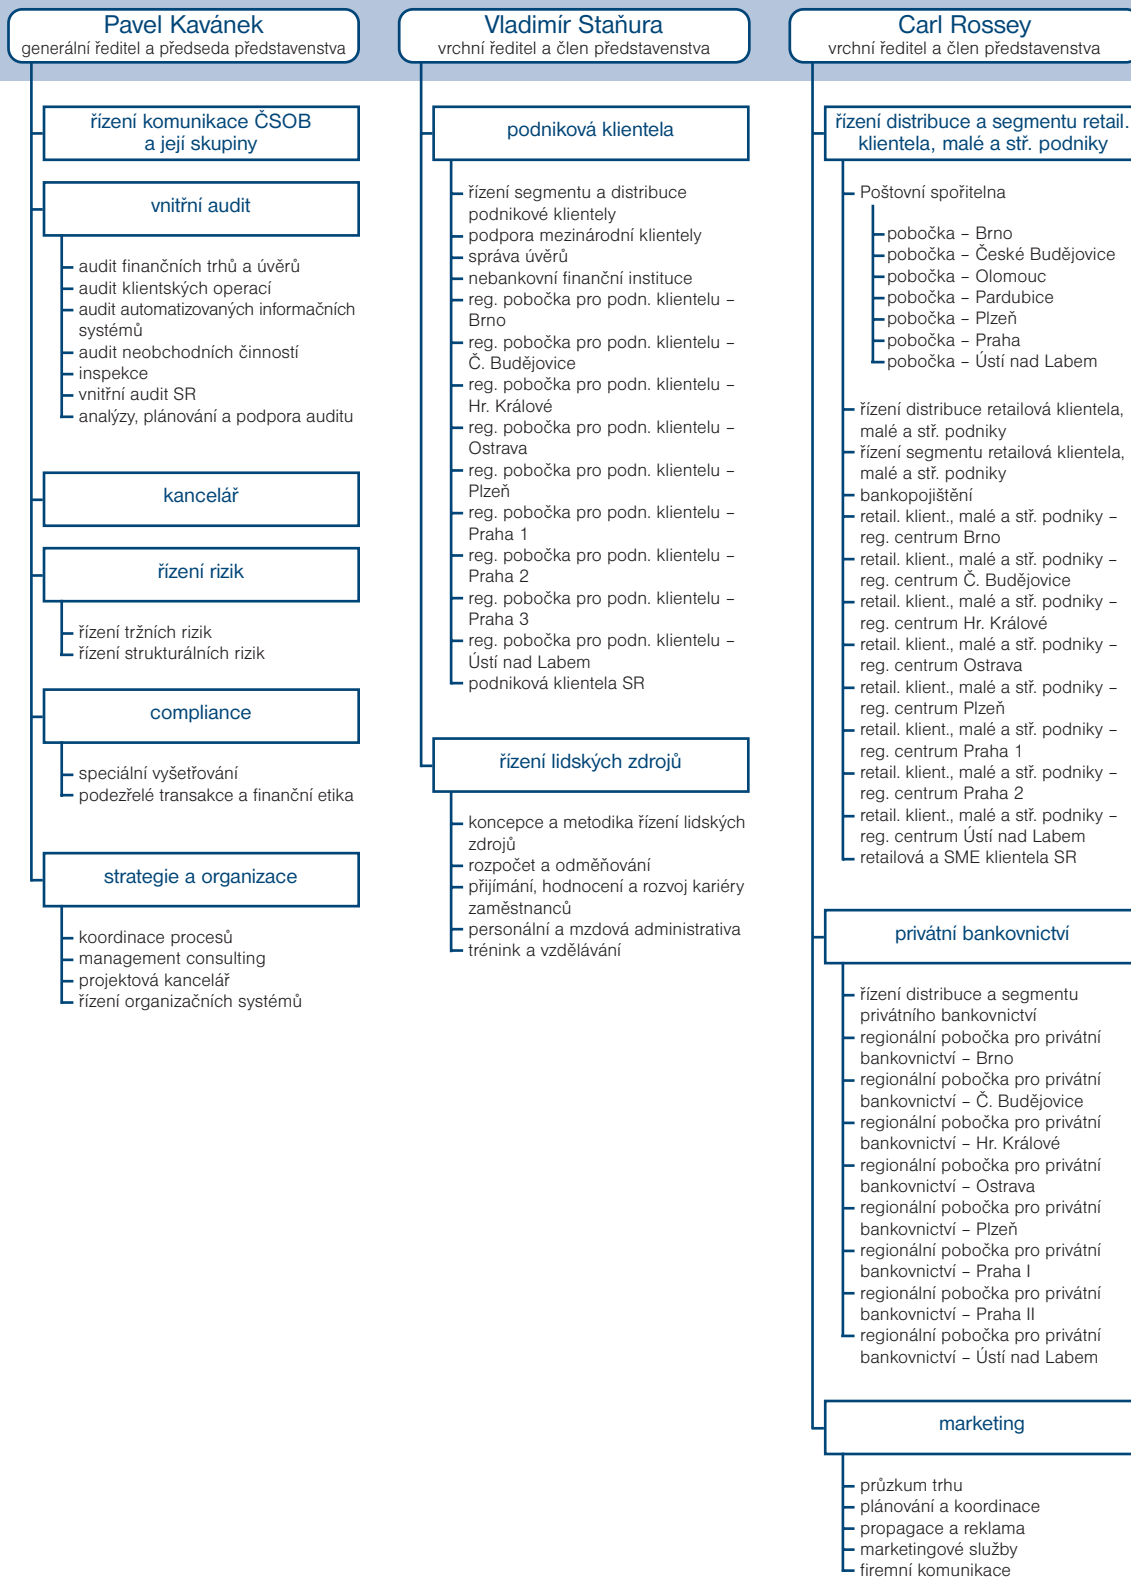 Pavel Kavánek
generální ředitel a předseda představenstva
řízení komunikace ČSOB
a její skupiny
vnitřní audit
audit finančních trhů a úvěrů
audit klientských operací
audit automatizovaných informačních
systémů
audit neobchodních činností
inspekce
vnitřní audit SR
analýzy, plánování a podpora auditu
kancelář
řízení rizik
řízení tržních rizik
řízení strukturálních rizik
compliance
speciální vyšetřování
podezřelé transakce a finanční etika
strategie a organizace
koordinace procesů
management consulting
projektová kancelář
řízení organizačních systémů
Vladimír Staňura
vrchní ředitel a člen představenstva
podniková klientela
řízení segmentu a distribuce
podnikové klientely
podpora mezinárodní klientely
správa úvěrů
nebankovní finanční instituce
reg. pobočka pro podn. klientelu –
Brno
reg. pobočka pro podn. klientelu –
Č. Budějovice
reg. pobočka pro podn. klientelu –
Hr. Králové
reg. pobočka pro podn. klientelu –
Ostrava
reg. pobočka pro podn. klientelu –
Plzeň
reg. pobočka pro podn. klientelu –
Praha 1
reg. pobočka pro podn. klientelu –
Praha 2
reg. pobočka pro podn. klientelu –
Praha 3
reg. pobočka pro podn. klientelu –
Ústí nad Labem
podniková klientela SR
řízení lidských zdrojů
koncepce a metodika řízení lidských
zdrojů
rozpočet a odměňování
přijímání, hodnocení a rozvoj kariéry
zaměstnanců
personální a mzdová administrativa
trénink a vzdělávání
Carl Rossey
vrchní ředitel a člen představenstva
řízení distribuce a segmentu retail.
klientela, malé a stř. podniky
Poštovní spořitelna
pobočka – Brno
pobočka – České Budějovice
pobočka – Olomouc
pobočka – Pardubice
pobočka – Plzeň
pobočka – Praha
pobočka – Ústí nad Labem
řízení distribuce retailová klientela,
malé a stř. podniky
řízení segmentu retailová klientela,
malé a stř. podniky
bankopojištění
retail. klient., malé a stř. podniky –
reg. centrum Brno
retail. klient., malé a stř. podniky –
reg. centrum Č. Budějovice
retail. klient., malé a stř. podniky –
reg. centrum Hr. Králové
retail. klient., malé a stř. podniky –
reg. centrum Ostrava
retail. klient., malé a stř. podniky –
reg. centrum Plzeň
retail. klient., malé a stř. podniky –
reg. centrum Praha 1
retail. klient., malé a stř. podniky –
reg. centrum Praha 2
retail. klient., malé a stř. podniky –
reg. centrum Ústí nad Labem
retailová a SME klientela SR
privátní bankovnictví
řízení distribuce a segmentu
privátního bankovnictví
regionální pobočka pro privátní
bankovnictví – Brno
regionální pobočka pro privátní
bankovnictví – Č. Budějovice
regionální pobočka pro privátní
bankovnictví – Hr. Králové
regionální pobočka pro privátní
bankovnictví – Ostrava
regionální pobočka pro privátní
bankovnictví – Plzeň
regionální pobočka pro privátní
bankovnictví – Praha I
regionální pobočka pro privátní
bankovnictví – Praha II
regionální pobočka pro privátní
bankovnictví – Ústí nad Labem
marketing
průzkum trhu
plánování a koordinace
propagace a reklama
marketingové služby
firemní komunikace